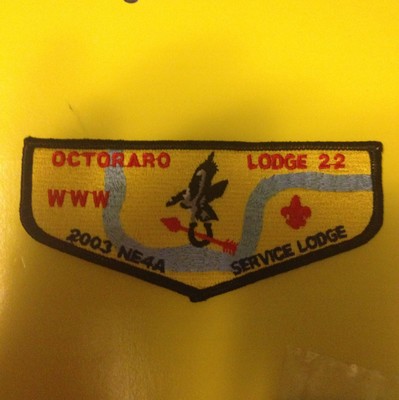 OCTORARO LODGE 22
WWW
2003 NE4A SERVICE LODGE